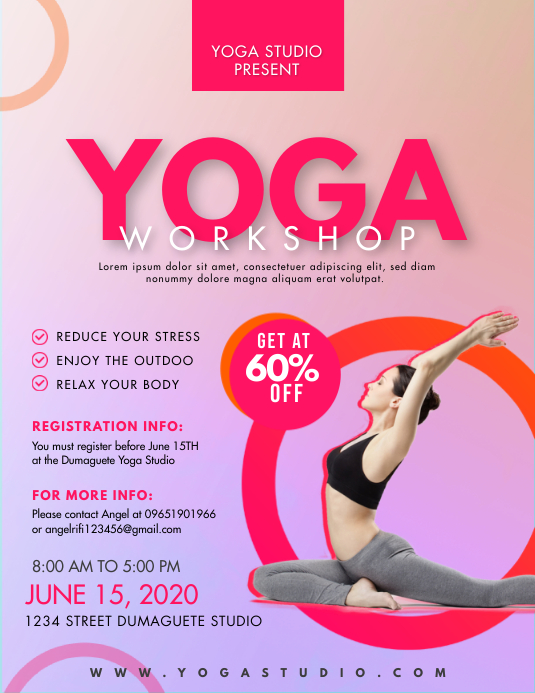 YOGA STUDIO
PRESENT
YOGA
WORKSHOP
Lorem ipsum dolor sit amet, consectetuer adipiscing elit, sed diam
nonummy dolore magna aliquam erat volutpat.
REDUCE YOUR STRESS
ENJOY THE OUTDOO
RELAX YOUR BODY
GET AT
60%
OFF
REGISTRATION INFO:
You must register before June 15TH
at the Dumaguete Yoga Studio
FOR MORE INFO:
Please contact Angel at 09651901966
or angelrifi123456@gmail.com
8:00 AM TO 5:00 PM
JUNE 15, 2020
1234 STREET DUMAGUETE STUDIO
WWW.YOGASTUDIO.COM